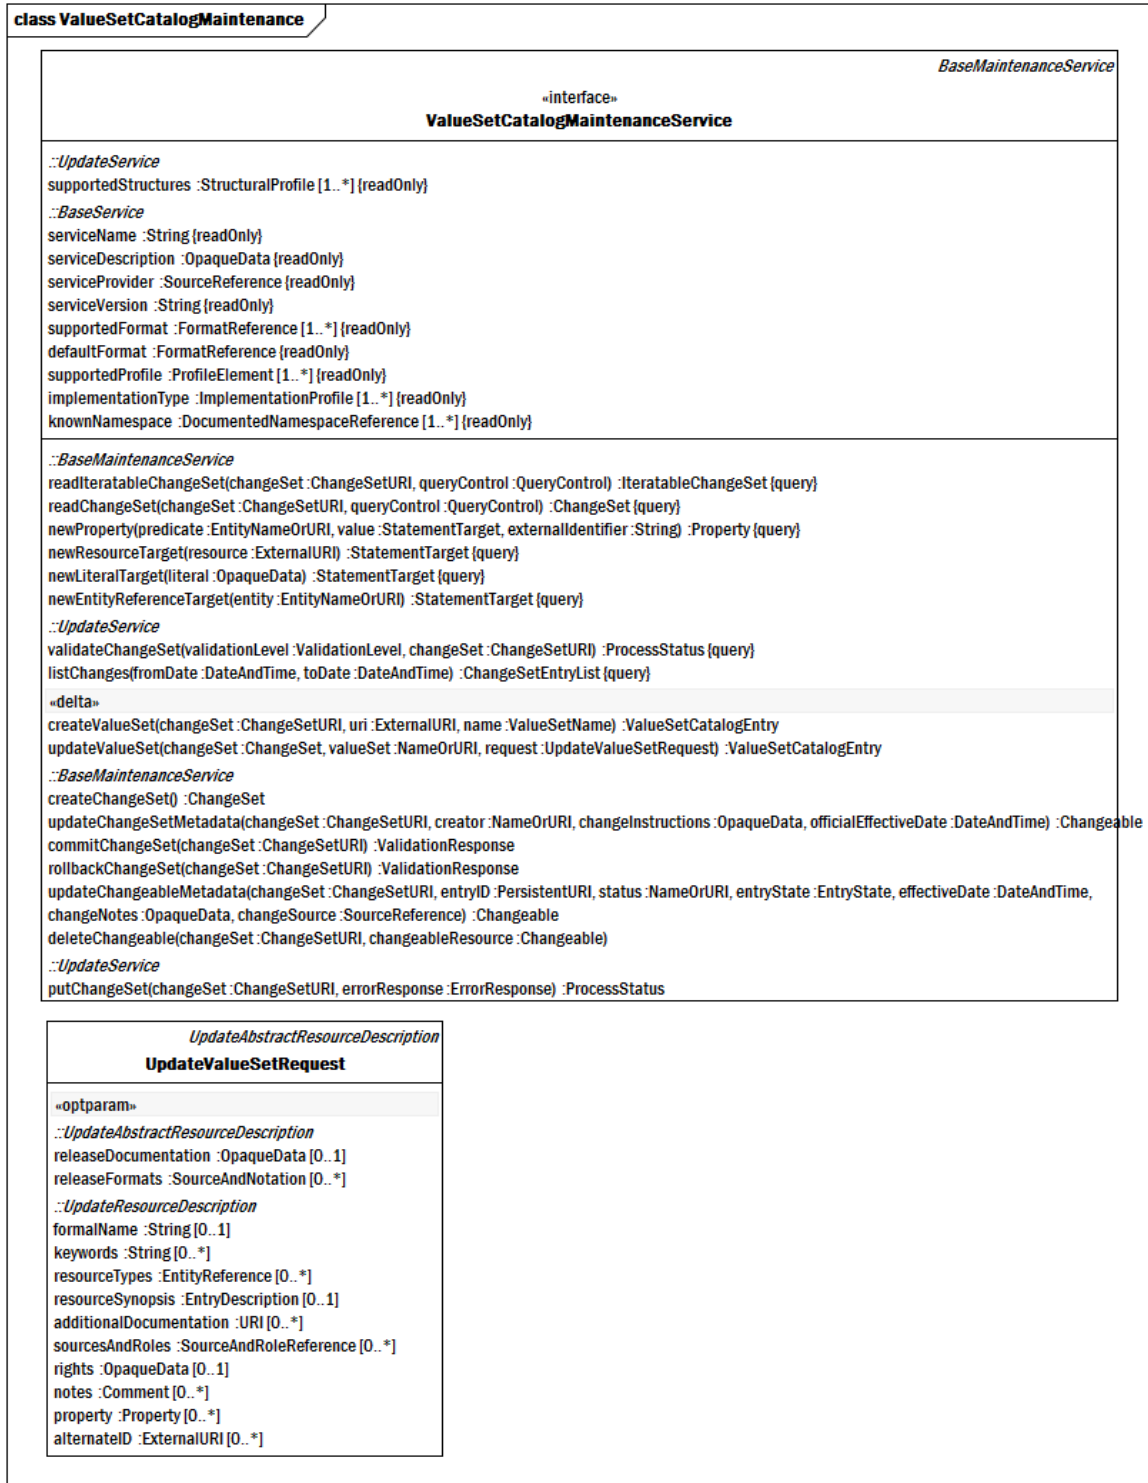 class ValueSetCatalogMaintenance
BaseMaintenanceService
«interface»
ValueSetCatalogMaintenanceService
::UpdateService
supportedStructures :StructuralProfile [1..*] {readOnly}
::BaseService
serviceName :String {readOnly}
serviceDescription :OpaqueData {readOnly}
serviceProvider :SourceReference {readOnly}
serviceVersion :String {readOnly}
supportedFormat :FormatReference [1..*] {readOnly}
defaultFormat :FormatReference {readOnly}
supportedProfile :ProfileElement [1..*] {readOnly}
implementationType :ImplementationProfile [1..*] {readOnly}
knownNamespace :DocumentedNamespaceReference [1..*] {readOnly}
::BaseMaintenanceService
readIteratableChangeSet(changeSet :ChangeSetURI, queryControl :QueryControl) :IteratableChangeSet {query}
readChangeSet(changeSet :ChangeSetURI, queryControl :QueryControl) :ChangeSet {query}
newProperty(predicate :EntityNameOrURI, value :StatementTarget, externalIdentifier :String) :Property {query}
newResourceTarget(resource :ExternalURI) :StatementTarget {query}
newLiteralTarget(literal :OpaqueData) :StatementTarget {query}
newEntityReferenceTarget(entity :EntityNameOrURI) :StatementTarget {query}
::UpdateService
validateChangeSet(validationLevel :ValidationLevel, changeSet :ChangeSetURI) :ProcessStatus {query}
listChanges(fromDate :DateAndTime, toDate :DateAndTime) :ChangeSetEntryList {query}
«delta»
createValueSet(changeSet :ChangeSetURI, uri :ExternalURI, name :ValueSetName) :ValueSetCatalogEntry
updateValueSet(changeSet :ChangeSet, valueSet :NameOrURI, request :UpdateValueSetRequest) :ValueSetCatalogEntry
::BaseMaintenanceService
createChangeSet() :ChangeSet
updateChangeSetMetadata(changeSet :ChangeSetURI, creator :NameOrURI, changeInstructions :OpaqueData, officialEffectiveDate :DateAndTime) :Changeable
commitChangeSet(changeSet :ChangeSetURI) :ValidationResponse
rollbackChangeSet(changeSet :ChangeSetURI) :ValidationResponse
updateChangeableMetadata(changeSet :ChangeSetURI, entryID :PersistentURI, status :NameOrURI, entryState :EntryState, effectiveDate :DateAndTime,
changeNotes :OpaqueData, changeSource :SourceReference) :Changeable
deleteChangeable(changeSet :ChangeSetURI, changeableResource :Changeable)
::UpdateService
putChangeSet(changeSet :ChangeSetURI, errorResponse :ErrorResponse) :ProcessStatus
UpdateAbstractResourceDescription
UpdateValueSetRequest
«optparam»
::UpdateAbstractResourceDescription
releaseDocumentation :OpaqueData [0..1]
releaseFormats :SourceAndNotation [0..*]
::UpdateResourceDescription
formalName :String [0..1]
keywords :String [0..*]
resourceTypes :EntityReference [0..*]
resourceSynopsis :EntryDescription [0..1]
additionalDocumentation :URI [0..*]
sourcesAndRoles :SourceAndRoleReference [0..*]
rights :OpaqueData [0..1]
notes :Comment [0..*]
property :Property [0..*]
alternateID :ExternalURI [0..*]